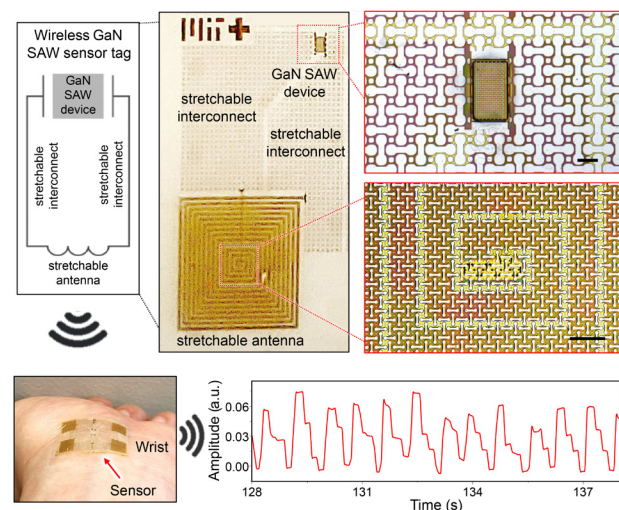 Wireless GaN
SAW sensor tag
GaN
SAW
device
stretchable
interconnect
stretchable
interconnect
stretchable
antenna
GaN SAW
device
stretchable
interconnect
stretchable
interconnect
stretchable antenna
Wrist
Sensor
Amplitude (a.u.)
0.06
0.03
0.00
128
131
134
137
Time (s)